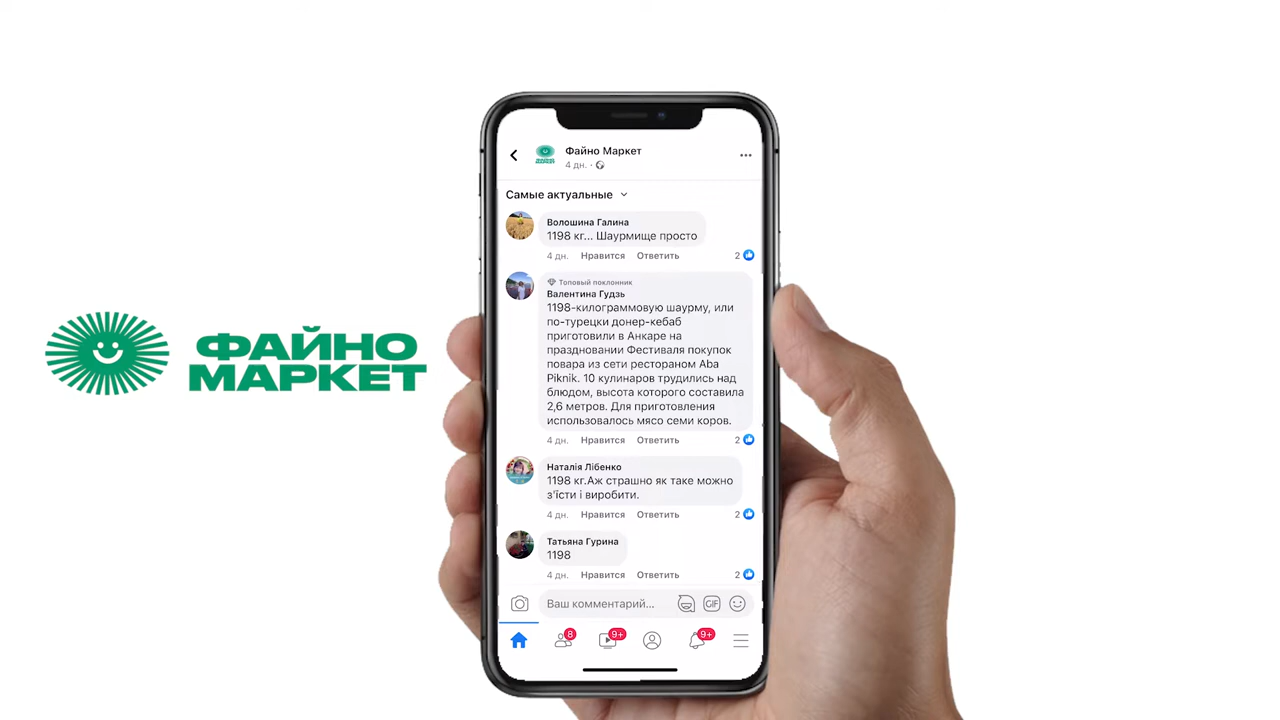 ФАЙНО
МАРКЕТ
Файно Маркет
4 дн. ·
Самые актуальные
Волошина Галина
1198 кг... Шаурмище просто
4 дн. Нравится Ответить 2
Топовый поклонник
Валентина Гудзь
1198-килограммовую шаурму, или
по-турецки донер-кебаб
приготовили в Анкаре на
праздновании Фестиваля покупок
повара из сети рестораном Aba
Piknik. 10 кулинаров трудились над
блюдом, высота которого составила
2,6 метров. Для приготовления
использовалось мясо семи коров.
4 дн. Нравится Ответить 2
Наталія Лібенко
1198 кг.Аж страшно як таке можно
з'їсти і виробити.
4 дн. Нравится Ответить 2
Татьяна Гурина
1198
4 дн. Нравится Ответить 2
Ваш комментарий... GIF
8 9+ 9+